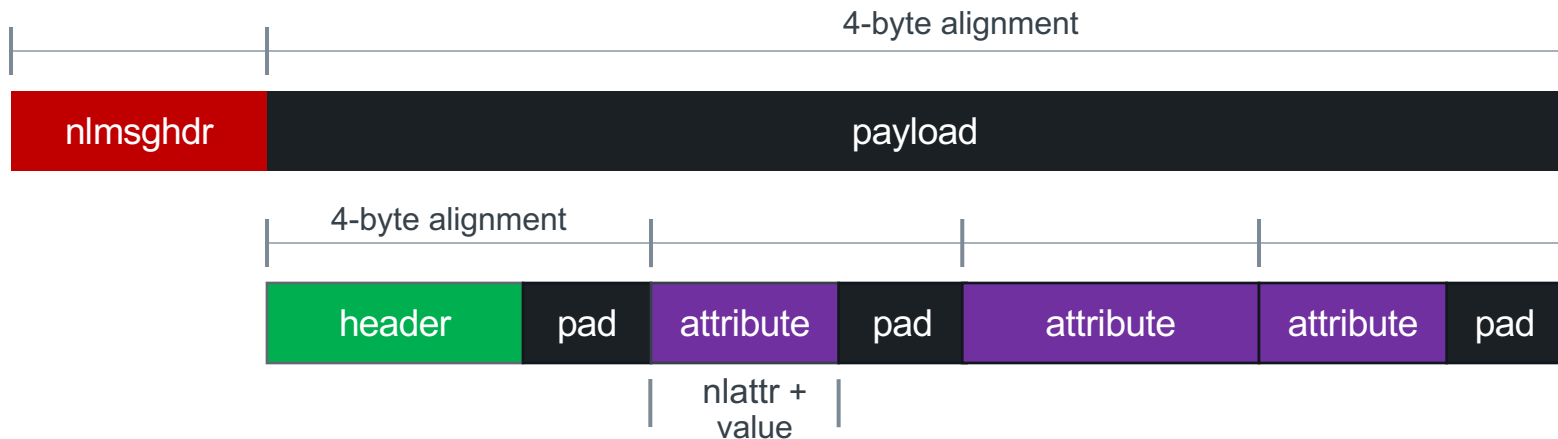 4-byte alignment
nlmsghdr payload
4-byte alignment
header pad attribute pad attribute attribute pad
nlattr +
value